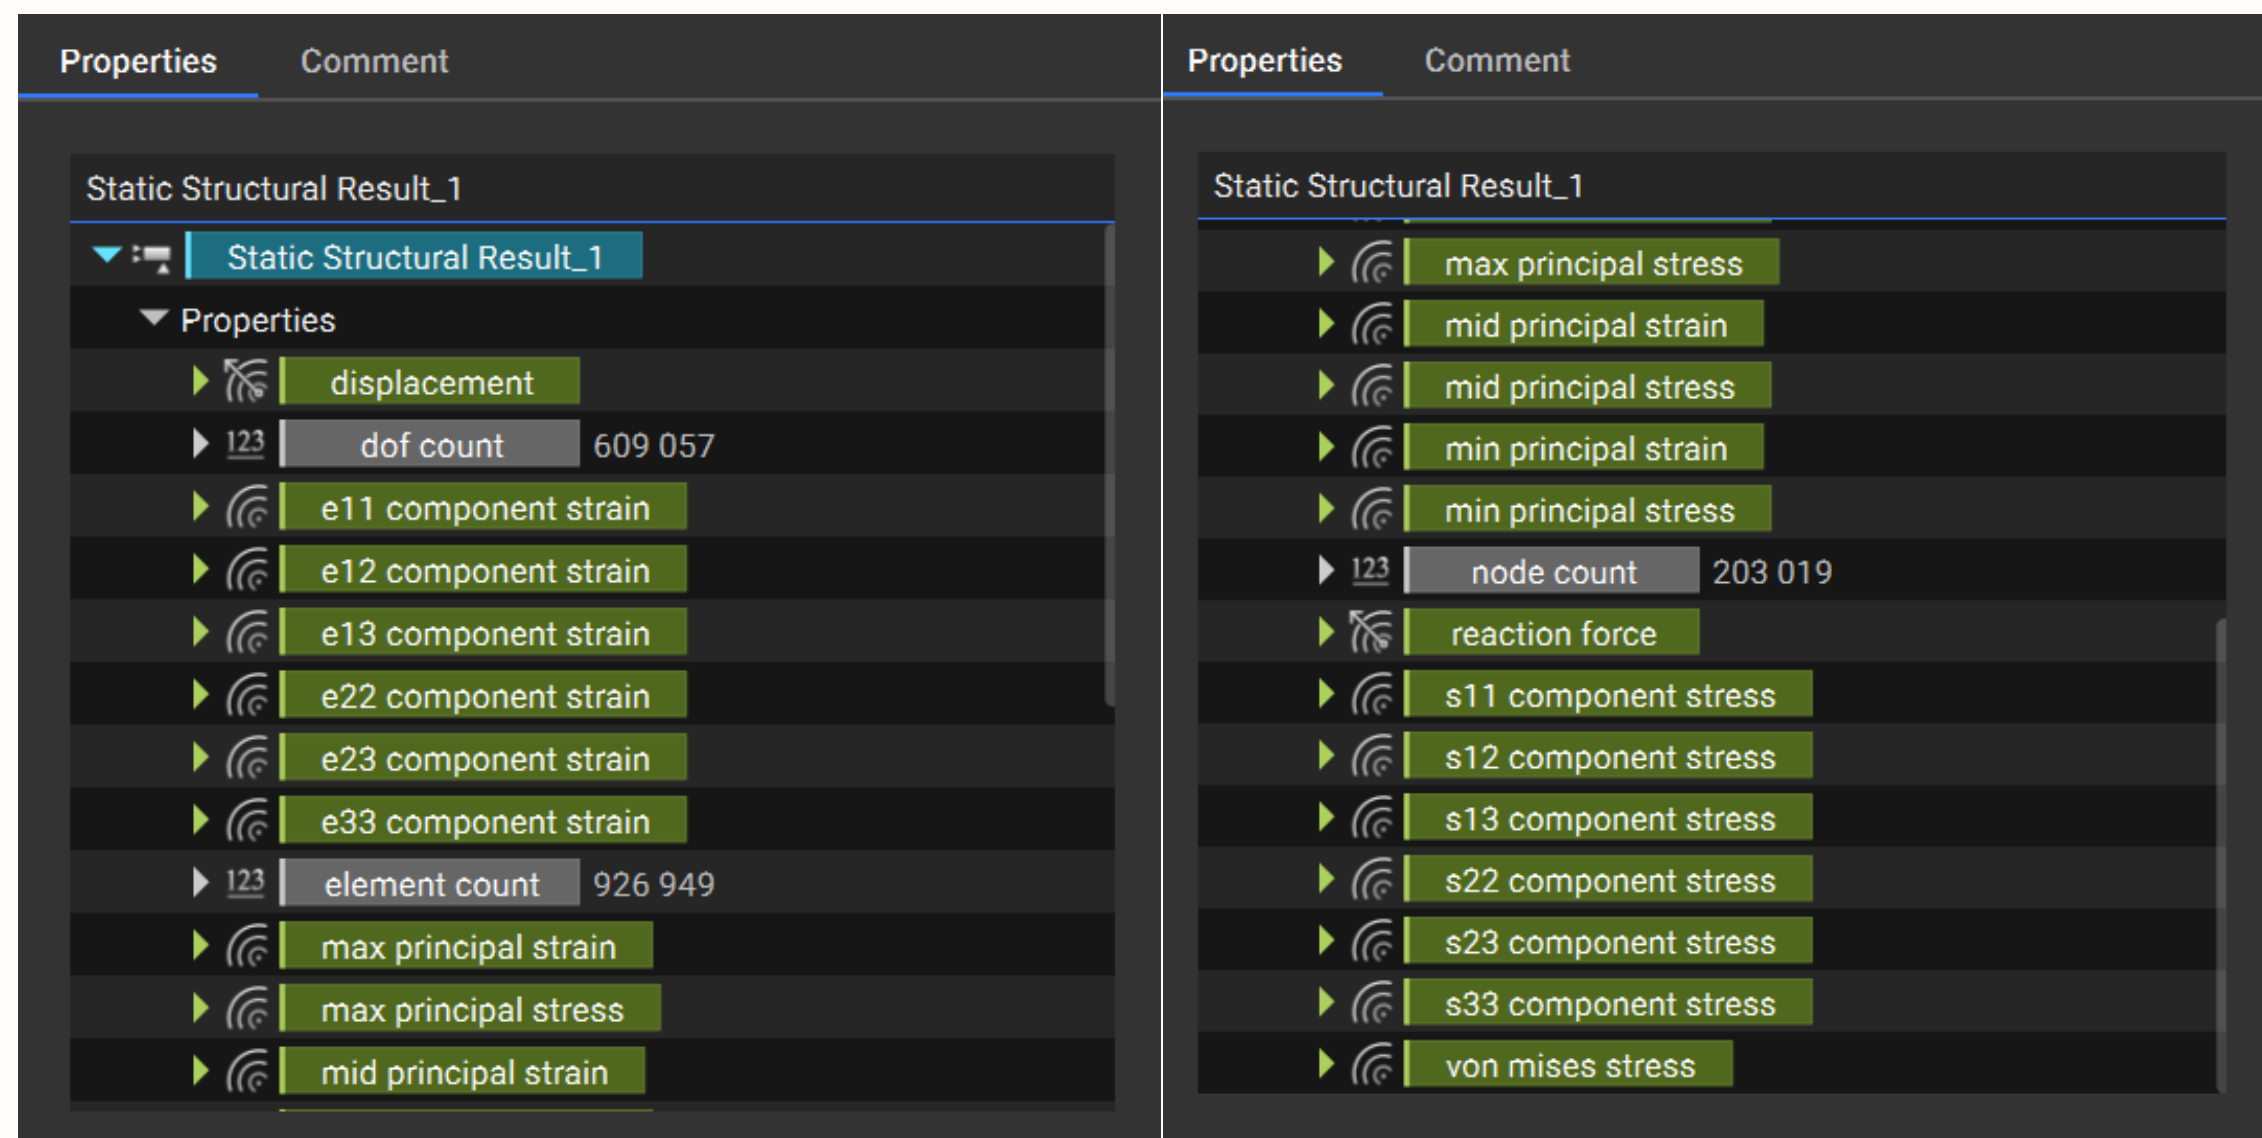 Properties Comment
Static Structural Result_1
Static Structural Result_1
Properties
displacement
123 dof count 609 057
e11 component strain
e12 component strain
e13 component strain
e22 component strain
e23 component strain
e33 component strain
123 element count 926 949
max principal strain
max principal stress
mid principal strain
Properties Comment
Static Structural Result_1
max principal stress
mid principal strain
mid principal stress
min principal strain
min principal stress
123 node count 203 019
reaction force
s11 component stress
s12 component stress
s13 component stress
s22 component stress
s23 component stress
s33 component stress
von mises stress